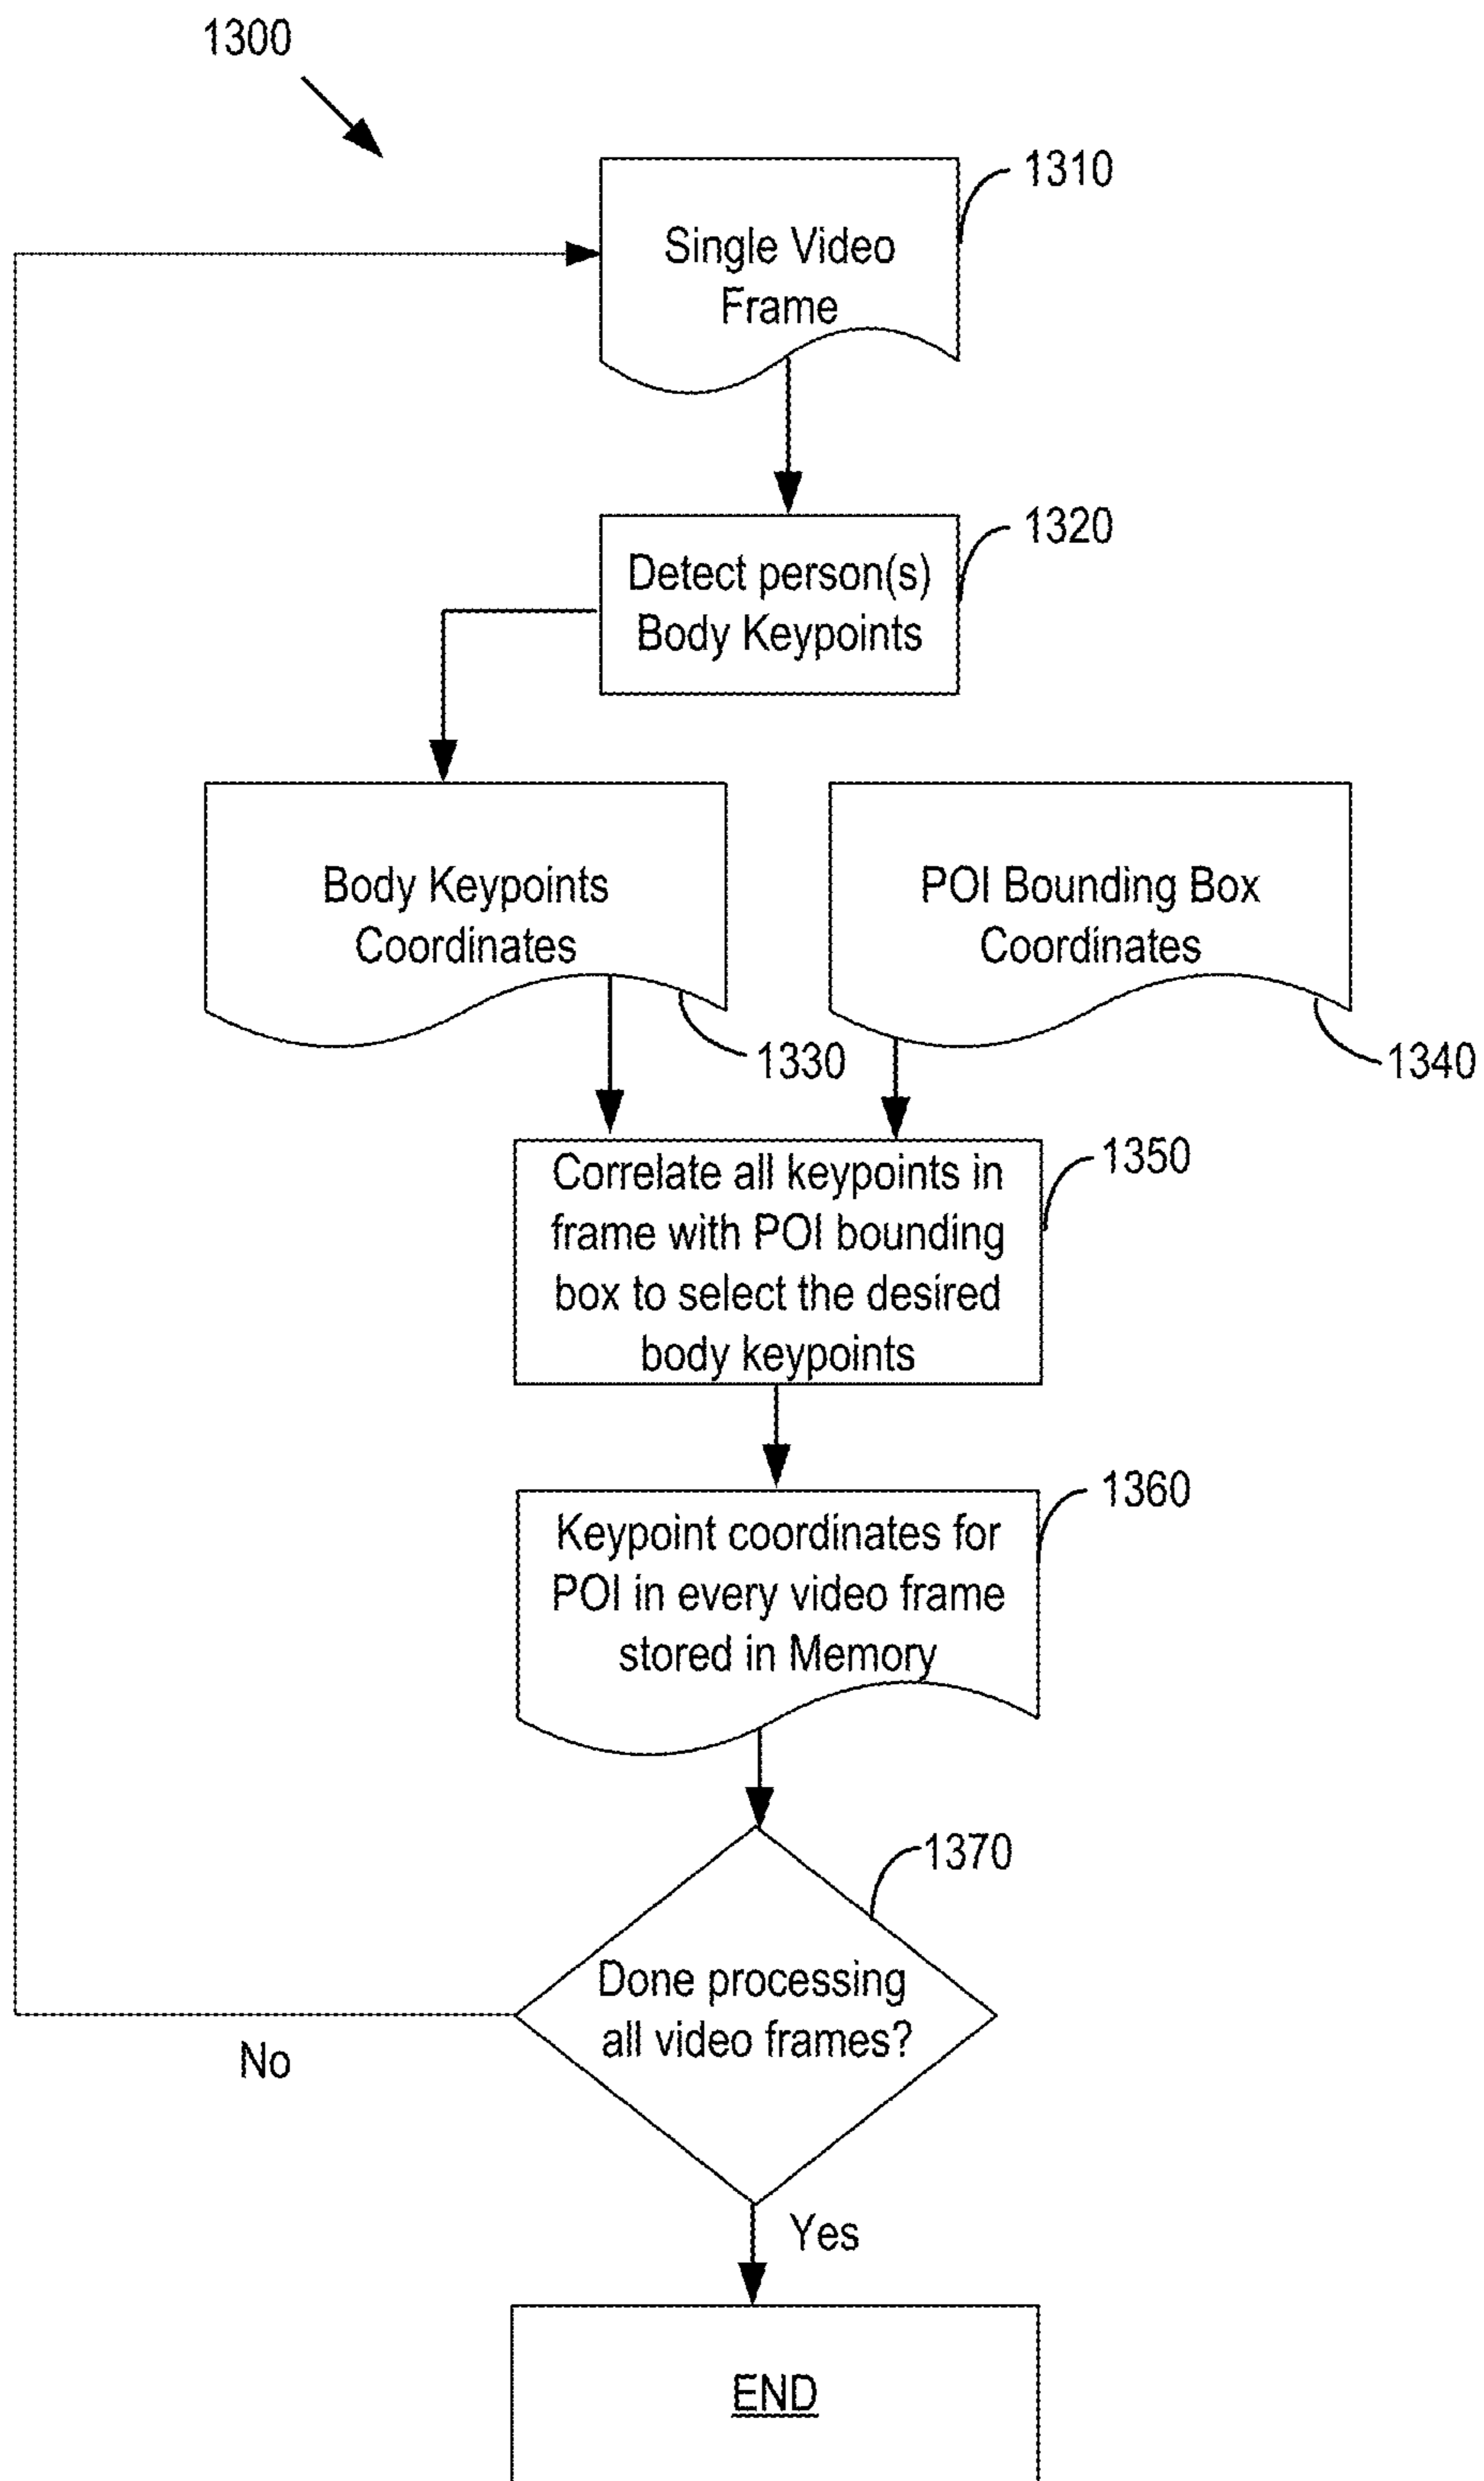 1300
1310
Single Video
Frame
1320
Detect person(s)
Body Keypoints
Body Keypoints
Coordinates
1330
POI Bounding Box
Coordinates
1340
1350
Correlate all keypoints in
frame with POI bounding
box to select the desired
body keypoints
1360
Keypoint coordinates for
POI in every video frame
stored in Memory
1370
Done processing
all video frames?
No
Yes
END